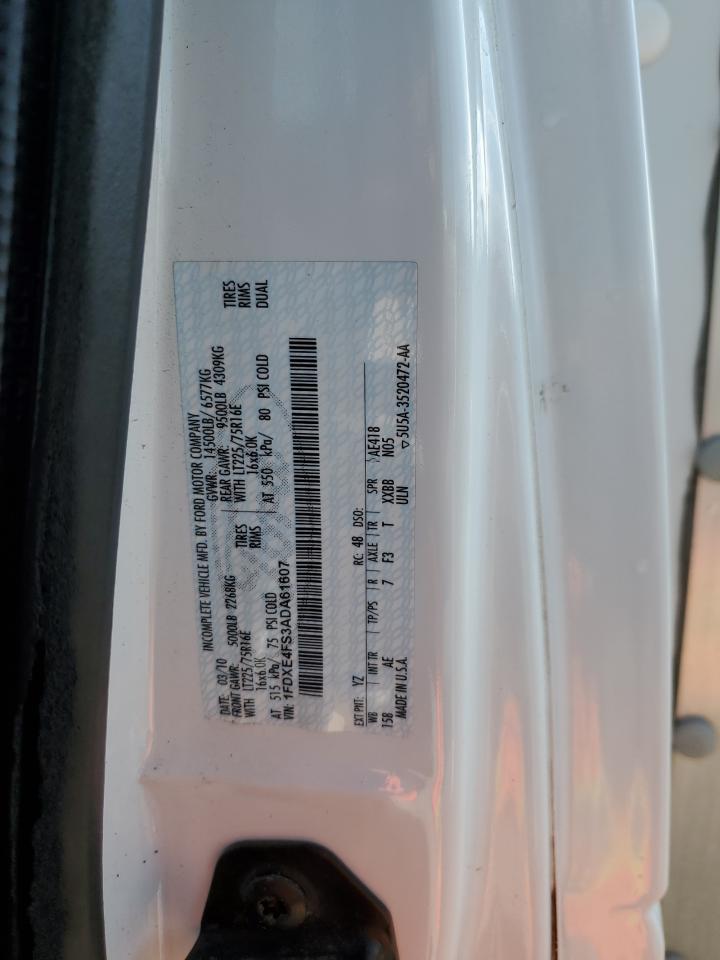 INCOMPLETE VEHICLE MFD. BY FORD MOTOR COMPANY
DATE: 03/10 GVWR: 14500LB/ 6577KG
FRONT GAWR: 5000LB 2268KG REAR GAWR: 9500LB 4309KG
WITH LT225/75R16E TIRES WITH LT225/75R16E TIRES
16x6.0K RIMS 16x6.0K RIMS
AT 515 kPa/ 75 PSI COLD AT 550 kPa/ 80 PSI COLD DUAL
VIN: 1FDXE4FS3ADA61607
EXT PNT: YZ RC: 48 DSO:
WB INT TR TP/PS R AXLE TR SPR AE418
158 AE 7 F3 T XXBB N05
MADE IN U.S.A. ULN
▽5U5A-3520472-AA